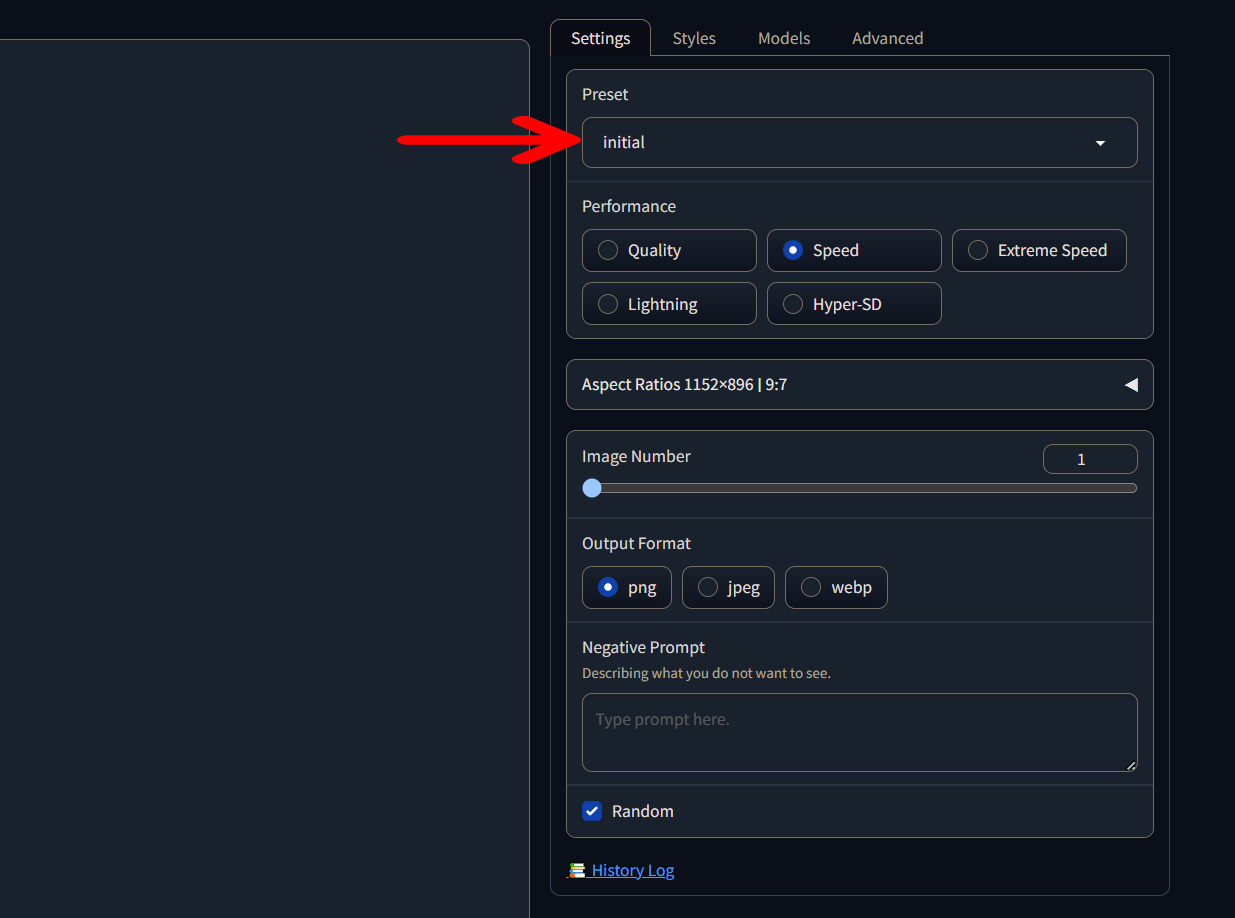 Settings Styles Models Advanced
Preset
initial
Performance
Quality Speed Extreme Speed
Lightning Hyper-SD
Aspect Ratios 1152×896 | 9:7
Image Number 1
Output Format
png jpeg webp
Negative Prompt
Describing what you do not want to see.
Type prompt here.
Random
History Log